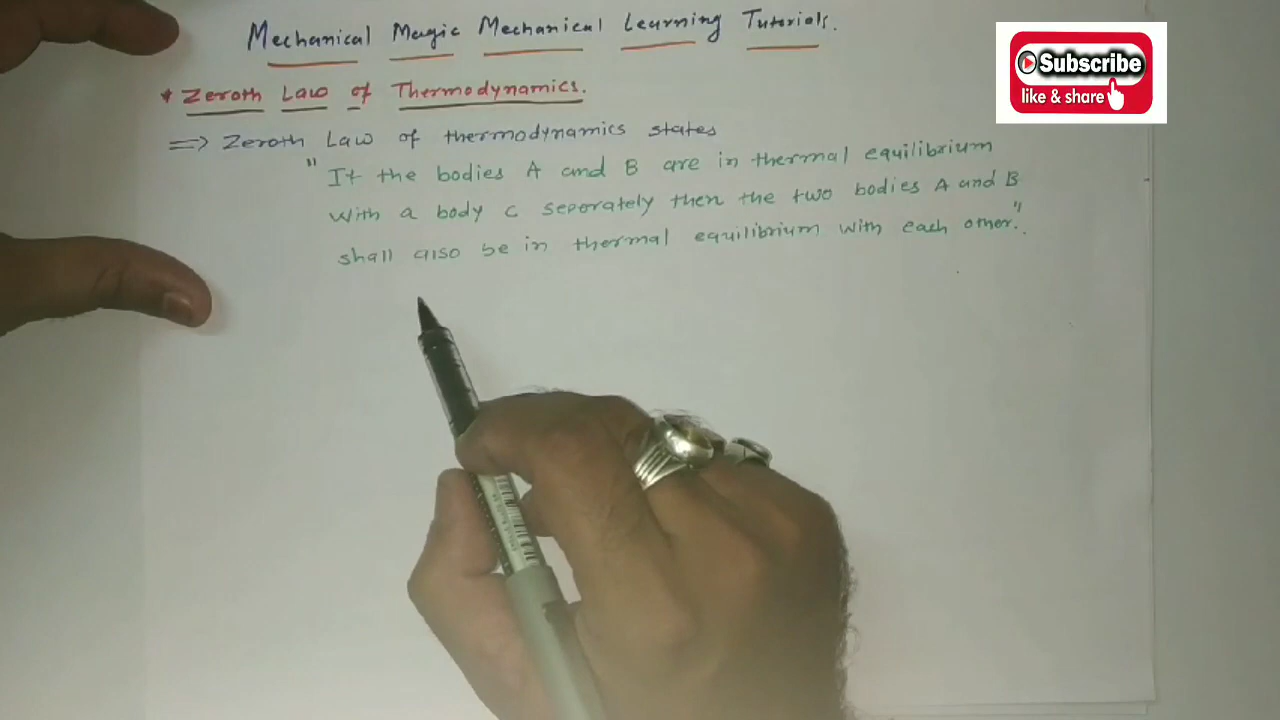 Mechanical Magic Mechanical Learning Tutorials.
* Zeroth Law of Thermodynamics.
=> Zeroth Law of thermodynamics states
"If the bodies A and B are in thermal equilibrium
with a body C seporately then the two bodies A and B
shall also be in thermal equilibrium with each other.".
Subscribe
like & share